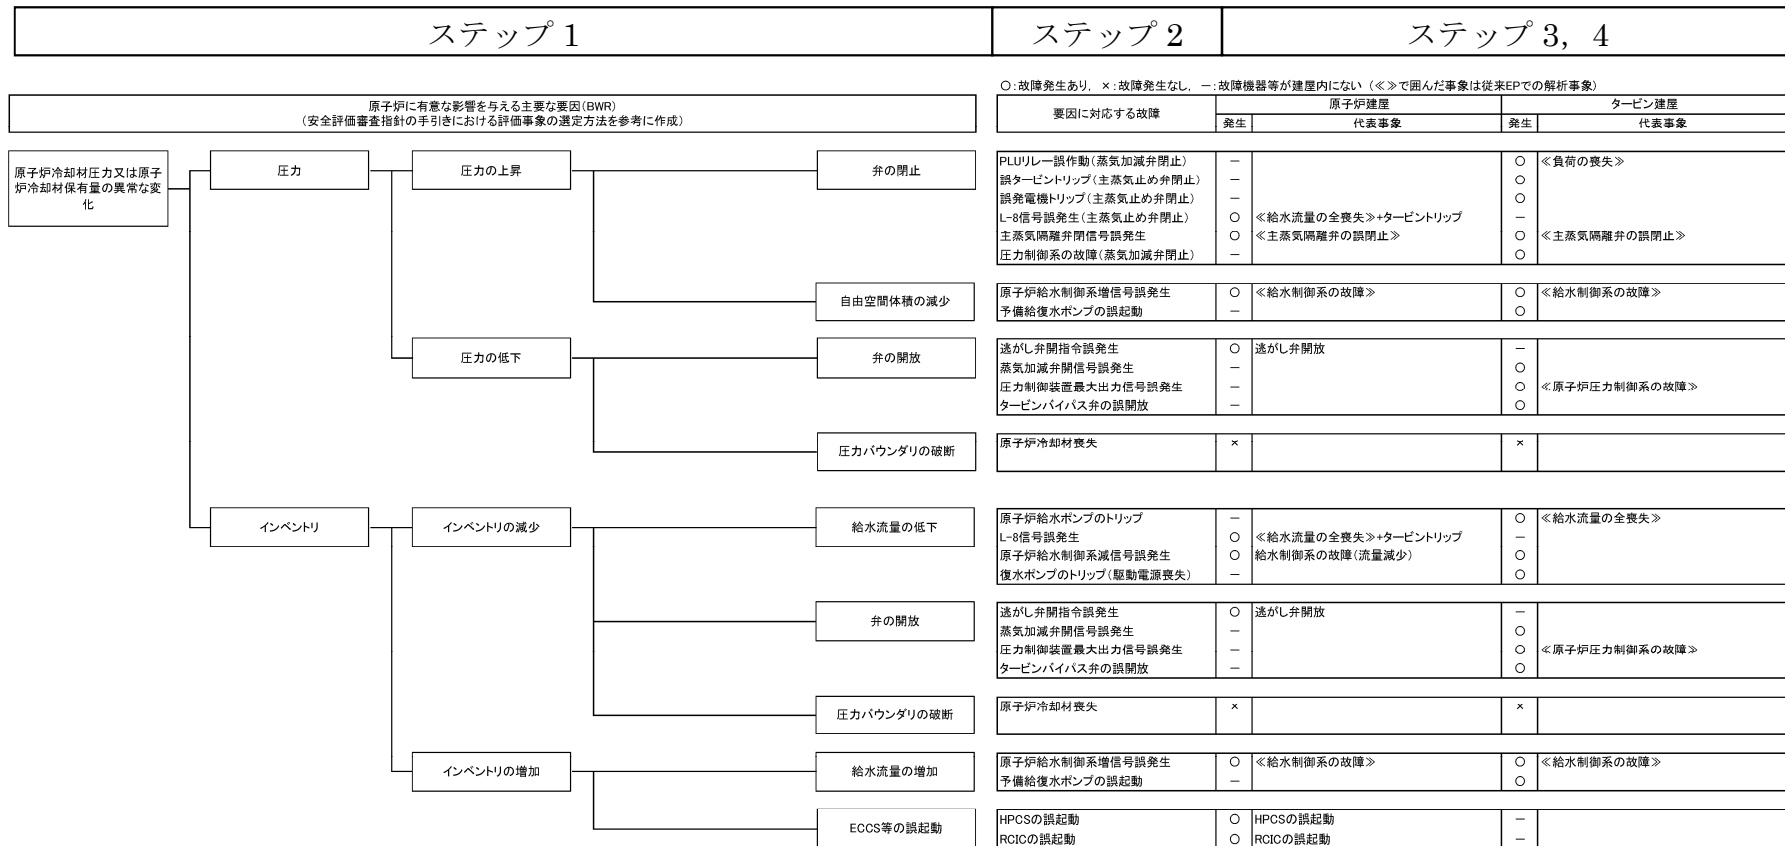 ステップ 1
ステップ 2
ステップ 3, 4
○:故障発生あり, ×:故障発生なし, －:故障機器等が建屋内にない (≪≫で囲んだ事象は従来EPでの解析事象)
原子炉に有意な影響を与える主要な要因(BWR)
(安全評価審査指針の手引きにおける評価事象の選定方法を参考に作成)
要因に対応する故障
原子炉建屋
タービン建屋
発生
代表事象
発生
代表事象
原子炉冷却材圧力又は原子
炉冷却材保有量の異常な変
化
圧力
圧力の上昇
弁の閉止
PLUリレー誤作動(蒸気加減弁閉止) － ○ ≪負荷の喪失≫
誤タービントリップ(主蒸気止め弁閉止) － ○
誤発電機トリップ(主蒸気止め弁閉止) － ○
L-8信号誤発生(主蒸気止め弁閉止) ○ ≪給水流量の全喪失≫+タービントリップ －
主蒸気隔離弁閉信号誤発生 ○ ≪主蒸気隔離弁の誤閉止≫ ○ ≪主蒸気隔離弁の誤閉止≫
圧力制御系の故障(蒸気加減弁閉止) － ○
自由空間体積の減少
原子炉給水制御系増信号誤発生 ○ ≪給水制御系の故障≫ ○ ≪給水制御系の故障≫
予備給復水ポンプの誤起動 － ○
圧力の低下
弁の開放
逃がし弁開指令誤発生 ○ 逃がし弁開放 －
蒸気加減弁開信号誤発生 － ○
圧力制御装置最大出力信号誤発生 － ○ ≪原子炉圧力制御系の故障≫
タービンバイパス弁の誤開放 － ○
圧力バウンダリの破断
原子炉冷却材喪失 × ×
インベントリ
インベントリの減少
給水流量の低下
原子炉給水ポンプのトリップ － ○ ≪給水流量の全喪失≫
L-8信号誤発生 ○ ≪給水流量の全喪失≫+タービントリップ －
原子炉給水制御系減信号誤発生 ○ 給水制御系の故障(流量減少) ○
復水ポンプのトリップ(駆動電源喪失) － ○
弁の開放
逃がし弁開指令誤発生 ○ 逃がし弁開放 －
蒸気加減弁開信号誤発生 － ○
圧力制御装置最大出力信号誤発生 － ○ ≪原子炉圧力制御系の故障≫
タービンバイパス弁の誤開放 － ○
圧力バウンダリの破断
原子炉冷却材喪失 × ×
インベントリの増加
給水流量の増加
原子炉給水制御系増信号誤発生 ○ ≪給水制御系の故障≫ ○ ≪給水制御系の故障≫
予備給復水ポンプの誤起動 － ○
ECCS等の誤起動
HPCSの誤起動 ○ HPCSの誤起動 －
RCICの誤起動 ○ RCICの誤起動 －